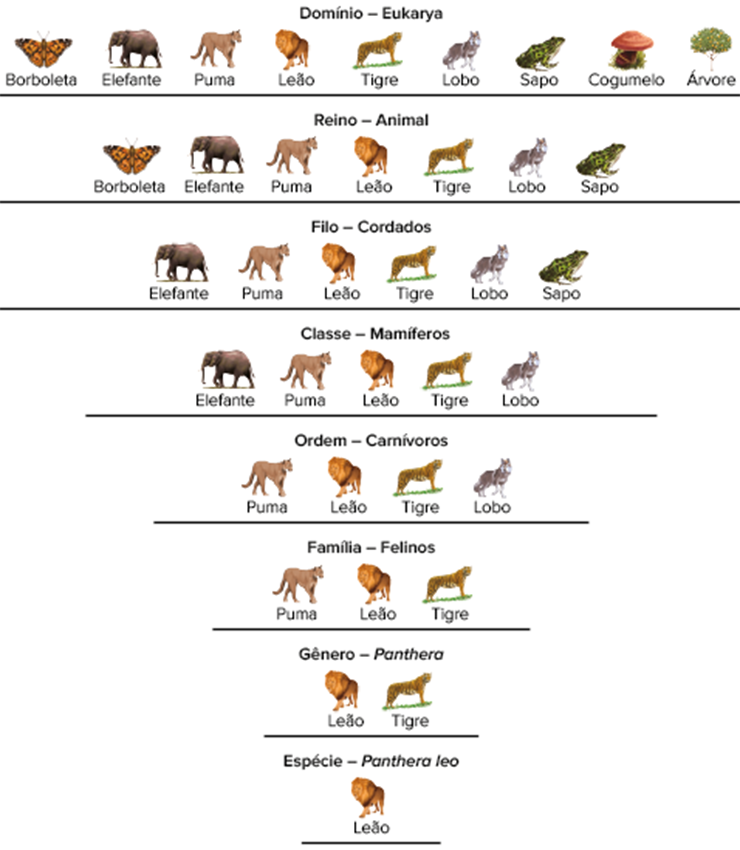 Domínio – Eukarya
Borboleta Elefante Puma Leão Tigre Lobo Sapo Cogumelo Árvore
Reino – Animal
Borboleta Elefante Puma Leão Tigre Lobo Sapo
Filo – Cordados
Elefante Puma Leão Tigre Lobo Sapo
Classe – Mamíferos
Elefante Puma Leão Tigre Lobo
Ordem – Carnívoros
Puma Leão Tigre Lobo
Família – Felinos
Puma Leão Tigre
Gênero – Panthera
Leão Tigre
Espécie – Panthera leo
Leão